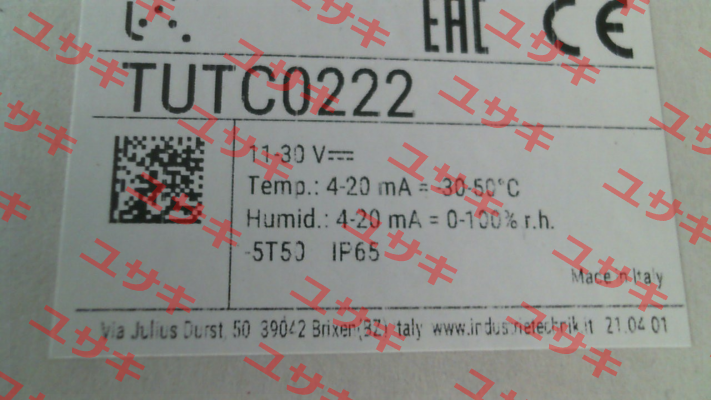 EAC CE
TUTC0222
11-30 V
Temp.: 4-20 mA = -30-50°C
Humid.: 4-20 mA = 0-100% r.h.
-5T50 IP65
Made in Italy
Via Julius Durst, 50 39042 Brixen(BZ) Italy www.industrietechnik.it 21.04.01
ユサキ